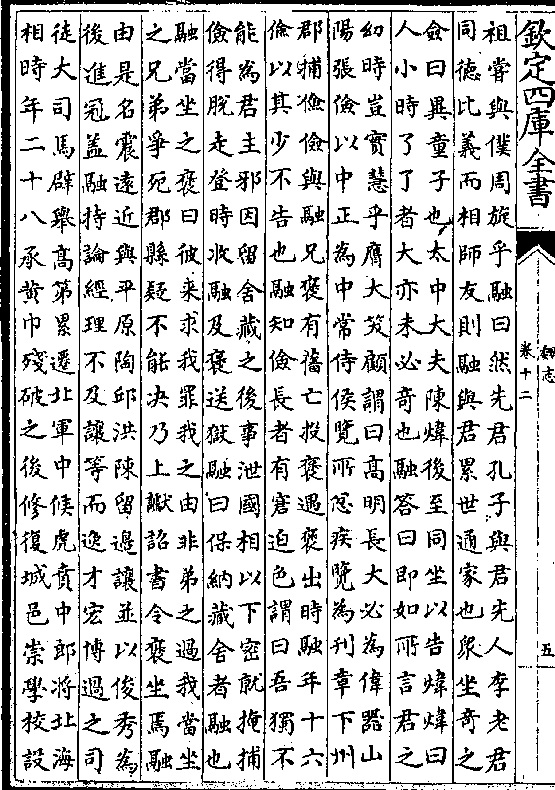 欽定四庫全書
魏志
卷十二
五
祖嘗與僕周旋乎融曰然先君孔子與君先人李老君
同德比義而相師友則融與君累世通家也衆坐奇之
僉曰異童子也太中大夫陳煒後至同坐以告煒煒曰
人小時了了者大亦未必奇也融答曰即如所言君之
幼時豈實慧乎膺大笑顧謂曰高明長大必為偉器山
陽張儉以中正為中常侍侯覽所忿疾覽為刊章下州
郡捕儉儉與融兄褒有舊亡投褒遇褒出時融年十六
儉以其少不告也融知儉長者有窘迫色謂曰吾獨不
能為君主邪因留舍藏之後事泄國相以下密就掩捕
儉得脫走登時收融及褒送獄融曰保納藏舍者融也
融當坐之褒曰彼来求我罪我之由非弟之過我當坐
之兄弟爭死郡縣疑不能決乃上讞詔書令褒坐焉融
由是名震遠近與平原陶邱洪陳留邊讓並以俊秀為
後進冠蓋融持論經理不及讓等而逸才宏博過之司
徒大司馬辟舉髙第累遷北軍中候虎賁中郎將北海
相時年二十八承黄巾殘破之後修復城邑崇學校設